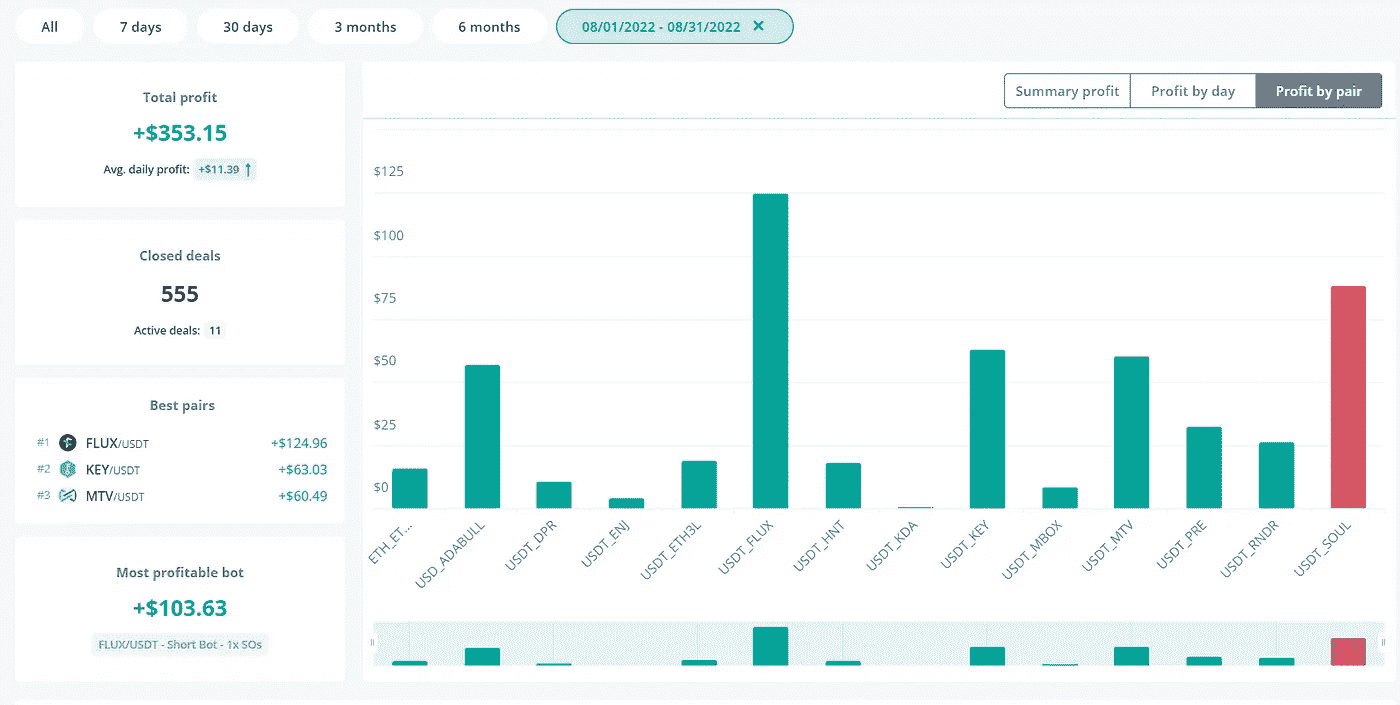 All
7 days
30 days
3 months
6 months
08/01/2022 - 08/31/2022 ✕
Total profit
+$353.15
Avg. daily profit: +$11.39 ↑
Closed deals
555
Active deals: 11
Best pairs
#1 FLUX/USDT +$124.96
#2 KEY/USDT +$63.03
#3 MTV/USDT +$60.49
Most profitable bot
+$103.63
FLUX/USDT - Short Bot - 1x SOs
Summary profit
Profit by day
Profit by pair
$125
$100
$75
$50
$25
$0
ETH_ET...
USD_ADABULL
USDT_DPR
USDT_ENJ
USDT_ETH3L
USDT_FLUX
USDT_HNT
USDT_KDA
USDT_KEY
USDT_MBOX
USDT_MTV
USDT_PRE
USDT_RNDR
USDT_SOUL